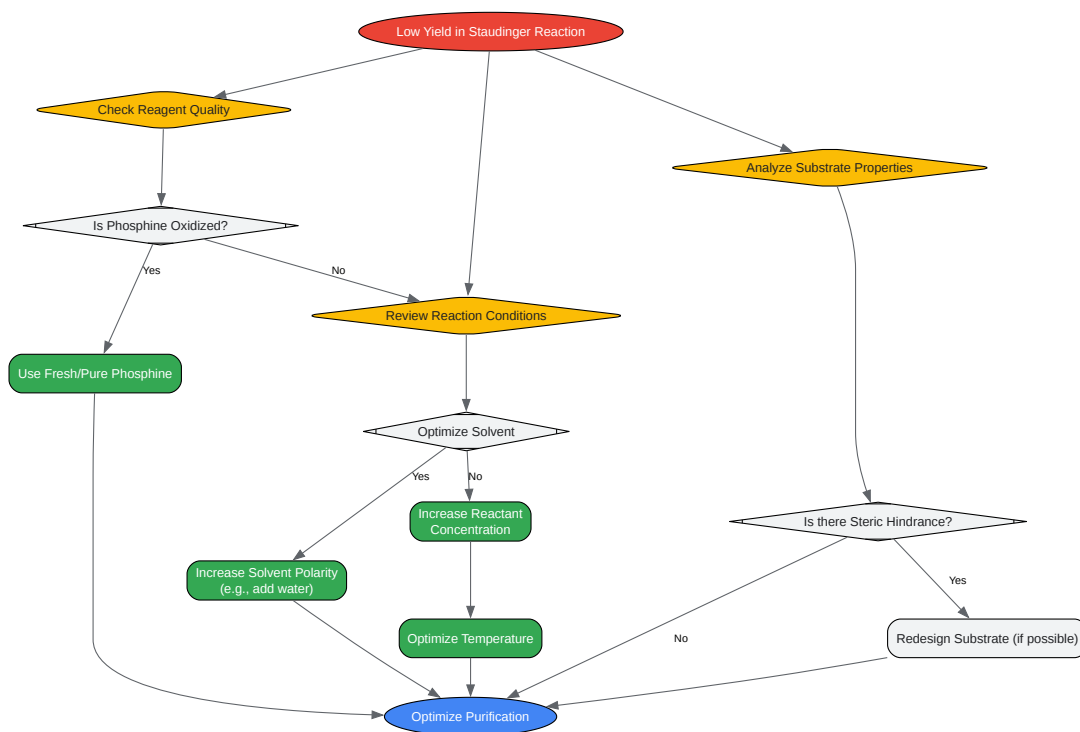 Low Yield in Staudinger Reaction
Check Reagent Quality
Analyze Substrate Properties
Is Phosphine Oxidized?
Yes
No
Review Reaction Conditions
Use Fresh/Pure Phosphine
Optimize Solvent
Yes
No
Increase Reactant
Concentration
Is there Steric Hindrance?
Increase Solvent Polarity
(e.g., add water)
Yes
Optimize Temperature
No
Redesign Substrate (if possible)
Optimize Purification